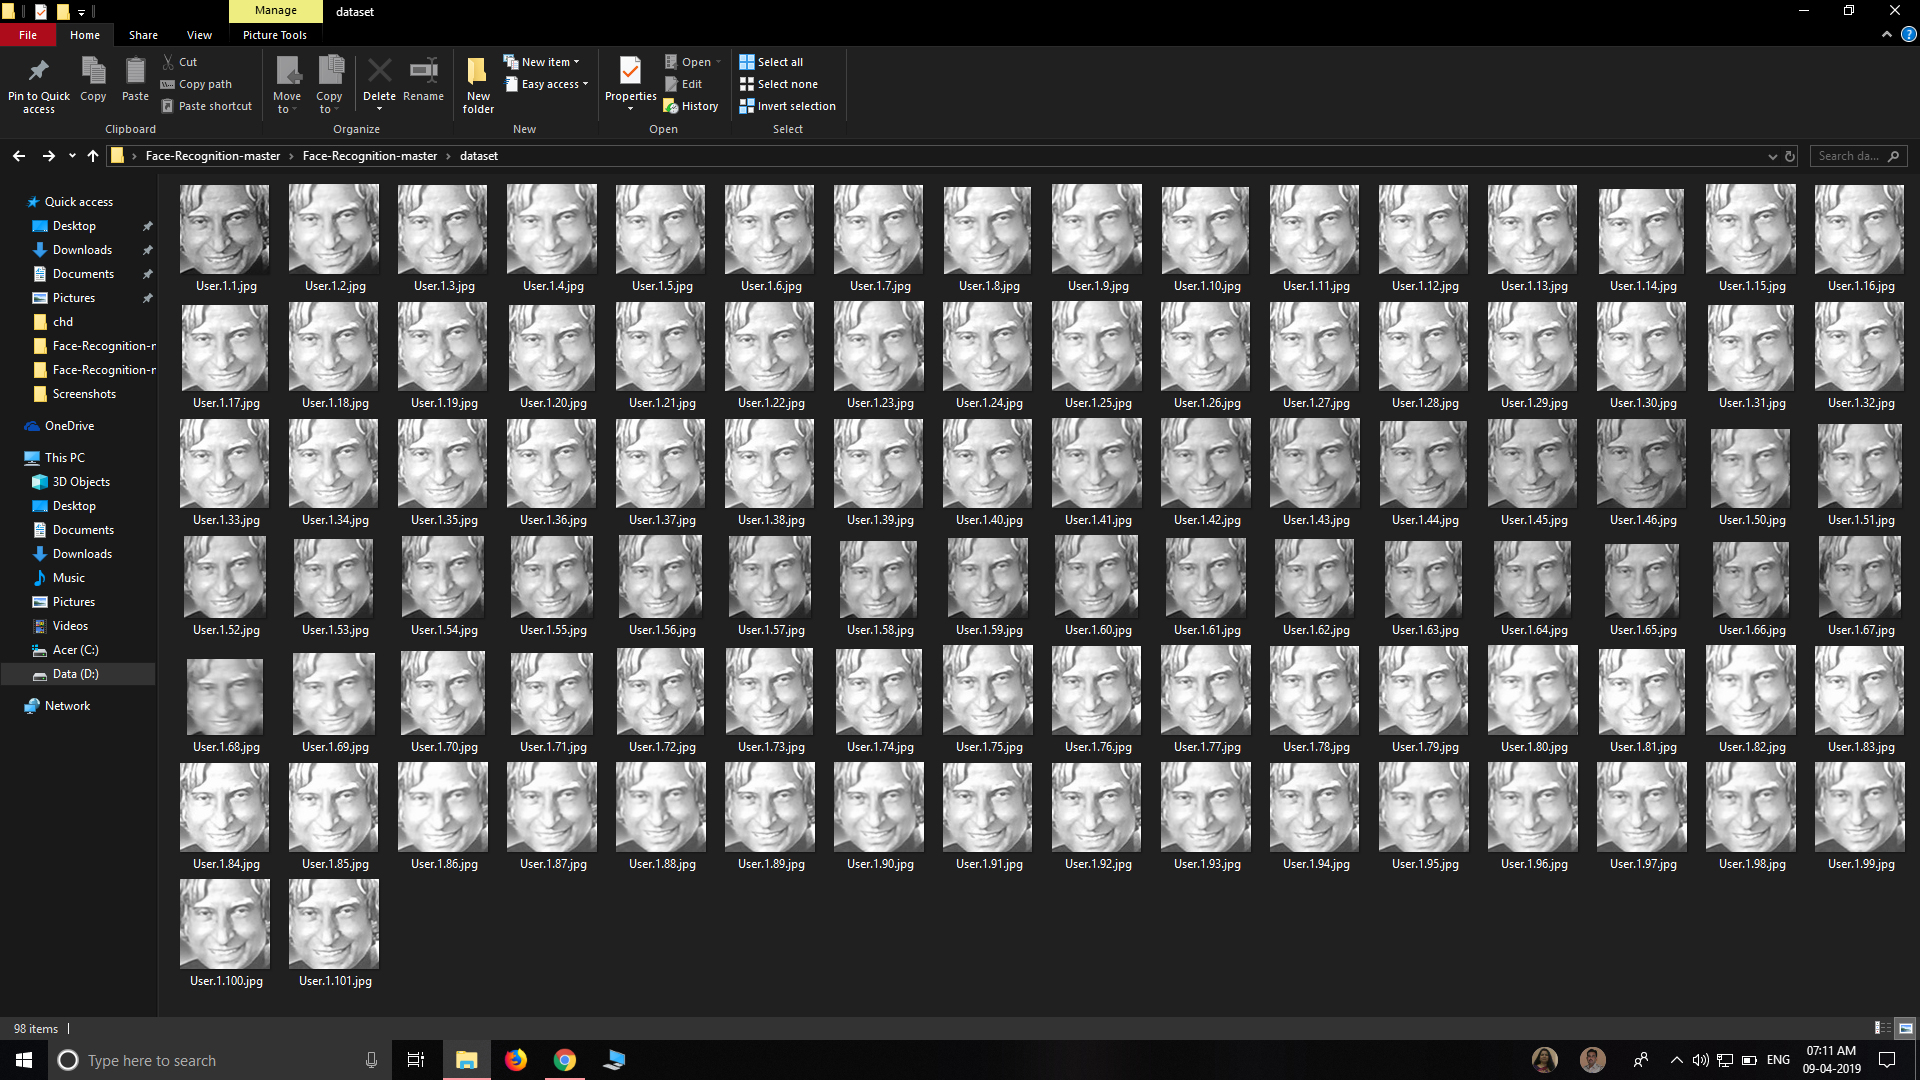 Manage
dataset
File
Home
Share
View
Picture Tools
Pin to Quick access
Copy
Paste
Cut
Copy path
Paste shortcut
Clipboard
Move to
Copy to
Delete
Rename
Organize
New folder
New item
Easy access
New
Properties
Open
Edit
History
Open
Select all
Select none
Invert selection
Select
Face-Recognition-master > Face-Recognition-master > dataset
Search da...
Quick access
Desktop
Downloads
Documents
Pictures
chd
Face-Recognition-r
Face-Recognition-r
Screenshots
OneDrive
This PC
3D Objects
Desktop
Documents
Downloads
Music
Pictures
Videos
Acer (C:)
Data (D:)
Network
User.1.1.jpg User.1.2.jpg User.1.3.jpg User.1.4.jpg User.1.5.jpg User.1.6.jpg User.1.7.jpg User.1.8.jpg User.1.9.jpg User.1.10.jpg User.1.11.jpg User.1.12.jpg User.1.13.jpg User.1.14.jpg User.1.15.jpg User.1.16.jpg
User.1.17.jpg User.1.18.jpg User.1.19.jpg User.1.20.jpg User.1.21.jpg User.1.22.jpg User.1.23.jpg User.1.24.jpg User.1.25.jpg User.1.26.jpg User.1.27.jpg User.1.28.jpg User.1.29.jpg User.1.30.jpg User.1.31.jpg User.1.32.jpg
User.1.33.jpg User.1.34.jpg User.1.35.jpg User.1.36.jpg User.1.37.jpg User.1.38.jpg User.1.39.jpg User.1.40.jpg User.1.41.jpg User.1.42.jpg User.1.43.jpg User.1.44.jpg User.1.45.jpg User.1.46.jpg User.1.50.jpg User.1.51.jpg
User.1.52.jpg User.1.53.jpg User.1.54.jpg User.1.55.jpg User.1.56.jpg User.1.57.jpg User.1.58.jpg User.1.59.jpg User.1.60.jpg User.1.61.jpg User.1.62.jpg User.1.63.jpg User.1.64.jpg User.1.65.jpg User.1.66.jpg User.1.67.jpg
User.1.68.jpg User.1.69.jpg User.1.70.jpg User.1.71.jpg User.1.72.jpg User.1.73.jpg User.1.74.jpg User.1.75.jpg User.1.76.jpg User.1.77.jpg User.1.78.jpg User.1.79.jpg User.1.80.jpg User.1.81.jpg User.1.82.jpg User.1.83.jpg
User.1.84.jpg User.1.85.jpg User.1.86.jpg User.1.87.jpg User.1.88.jpg User.1.89.jpg User.1.90.jpg User.1.91.jpg User.1.92.jpg User.1.93.jpg User.1.94.jpg User.1.95.jpg User.1.96.jpg User.1.97.jpg User.1.98.jpg User.1.99.jpg
User.1.100.jpg User.1.101.jpg
98 items
Type here to search
ENG
07:11 AM
09-04-2019